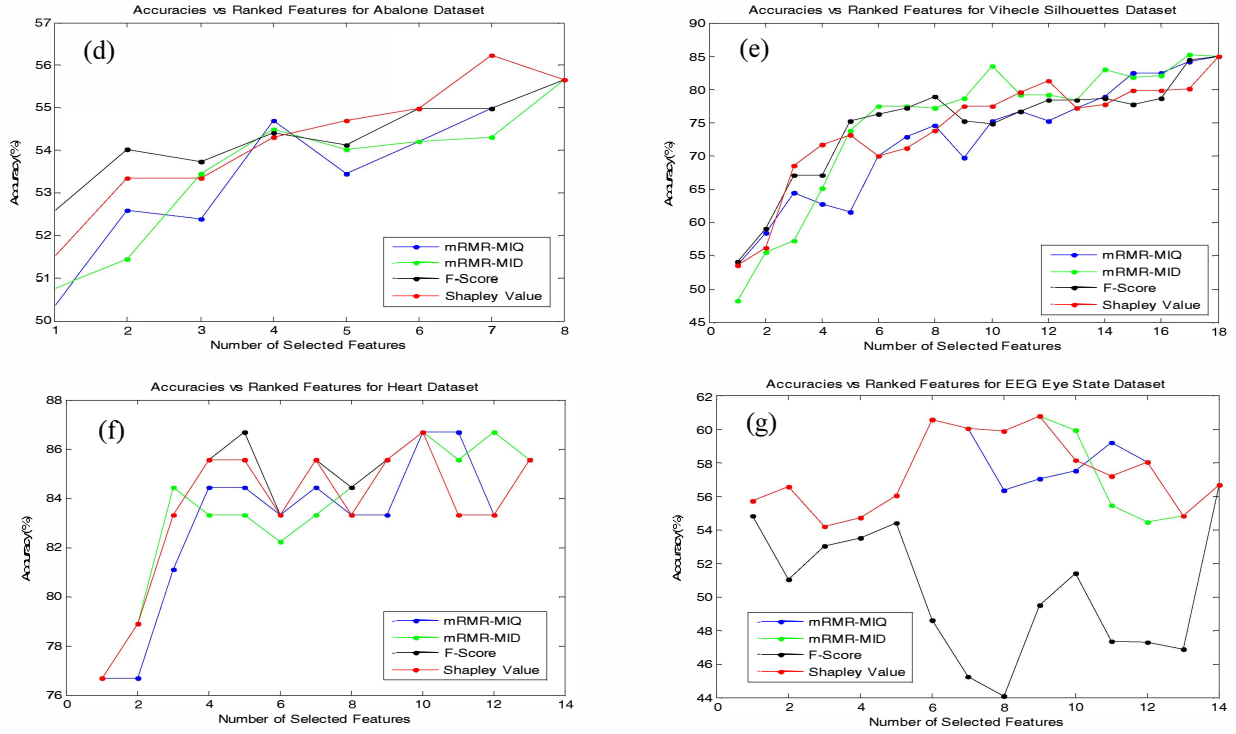 Accuracies vs Ranked Features for Abalone Dataset
(d)
57
56
55
54
53
52
51
50
Accuracy(%)
1 2 3 4 5 6 7 8
Number of Selected Features
mRMR-MIQ
mRMR-MID
F-Score
Shapley Value
Accuracies vs Ranked Features for Vihecle Silhouettes Dataset
(e)
90
85
80
75
70
65
60
55
50
45
Accuracy(%)
0 2 4 6 8 10 12 14 16 18
Number of Selected Features
mRMR-MIQ
mRMR-MID
F-Score
Shapley Value
Accuracies vs Ranked Features for Heart Dataset
(f)
88
86
84
82
80
78
76
Accuracy(%)
0 2 4 6 8 10 12 14
Number of Selected Features
mRMR-MIQ
mRMR-MID
F-Score
Shapley Value
Accuracies vs Ranked Features for EEG Eye State Dataset
(g)
62
60
58
56
54
52
50
48
46
44
Accuracy(%)
0 2 4 6 8 10 12 14
Number of Selected Features
mRMR-MIQ
mRMR-MID
F-Score
Shapley Value